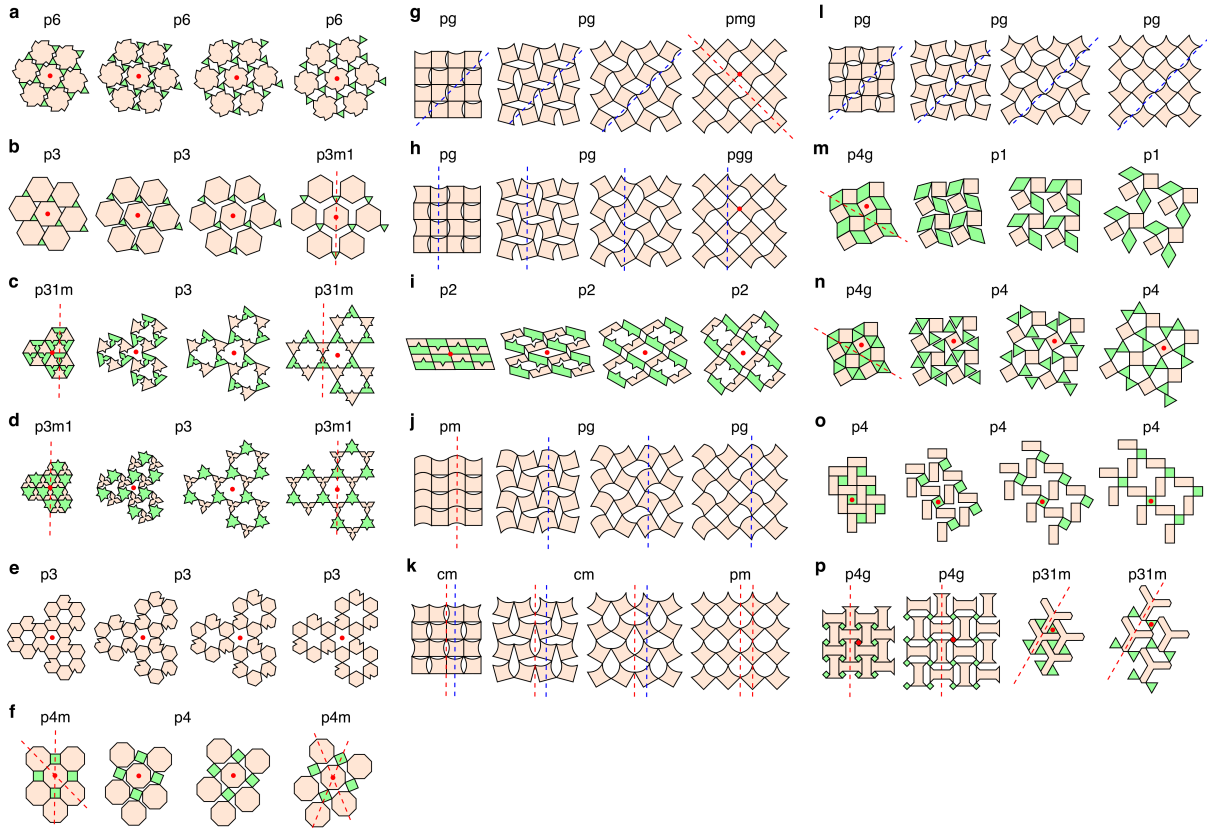 a
p6 p6 p6
b
p3 p3 p3m1
c
p31m p3 p31m
d
p3m1 p3 p3m1
e
p3 p3 p3
f
p4m p4 p4m
g
pg pg pmg
h
pg pg pgg
i
p2 p2 p2
j
pm pg pg
k
cm cm pm
l
pg pg pg
m
p4g p1 p1
n
p4g p4 p4
o
p4 p4 p4
p
p4g p4g p31m p31m